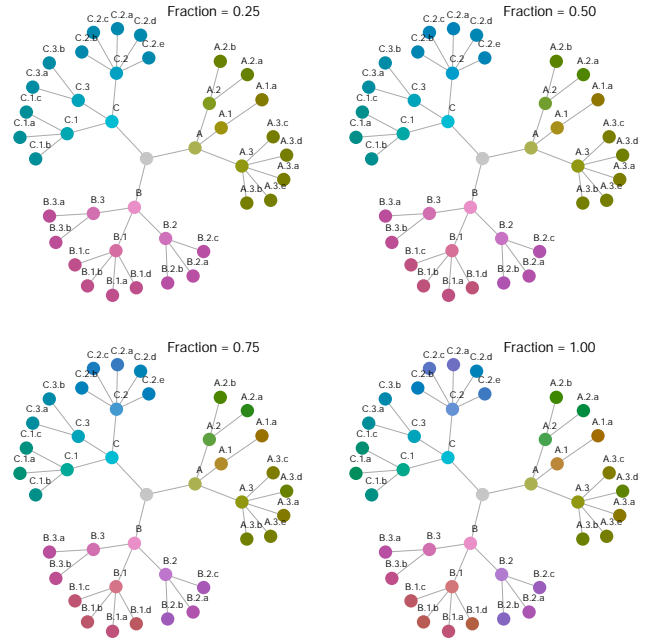 Fraction = 0.25
C.2.c
C.2.a
C.2.d
C.2.b
C.2.e
C.2
C.3.b
C.3.a
C.3
C.1.c
C.1.a
C.1
C.1.b
C
A.2.b
A.2.a
A.2
A.1.a
A.1
A
A.3.c
A.3.d
A.3
A.3.a
A.3.b
A.3.e
B
B.3.a
B.3
B.3.b
B.1
B.1.c
B.1.b
B.1.a
B.1.d
B.2
B.2.c
B.2.a
B.2.b
Fraction = 0.50
C.2.c
C.2.a
C.2.d
C.2.b
C.2.e
C.2
C.3.b
C.3.a
C.3
C.1.c
C.1.a
C.1
C.1.b
C
A.2.b
A.2.a
A.2
A.1.a
A.1
A
A.3.c
A.3.d
A.3
A.3.a
A.3.b
A.3.e
B
B.3.a
B.3
B.3.b
B.1
B.1.c
B.1.b
B.1.a
B.1.d
B.2
B.2.c
B.2.a
B.2.b
Fraction = 0.75
C.2.c
C.2.a
C.2.d
C.2.b
C.2.e
C.2
C.3.b
C.3.a
C.3
C.1.c
C.1.a
C.1
C.1.b
C
A.2.b
A.2.a
A.2
A.1.a
A.1
A
A.3.c
A.3.d
A.3
A.3.a
A.3.b
A.3.e
B
B.3.a
B.3
B.3.b
B.1
B.1.c
B.1.b
B.1.a
B.1.d
B.2
B.2.c
B.2.a
B.2.b
Fraction = 1.00
C.2.c
C.2.a
C.2.d
C.2.b
C.2.e
C.2
C.3.b
C.3.a
C.3
C.1.c
C.1.a
C.1
C.1.b
C
A.2.b
A.2.a
A.2
A.1.a
A.1
A
A.3.c
A.3.d
A.3
A.3.a
A.3.b
A.3.e
B
B.3.a
B.3
B.3.b
B.1
B.1.c
B.1.b
B.1.a
B.1.d
B.2
B.2.c
B.2.a
B.2.b